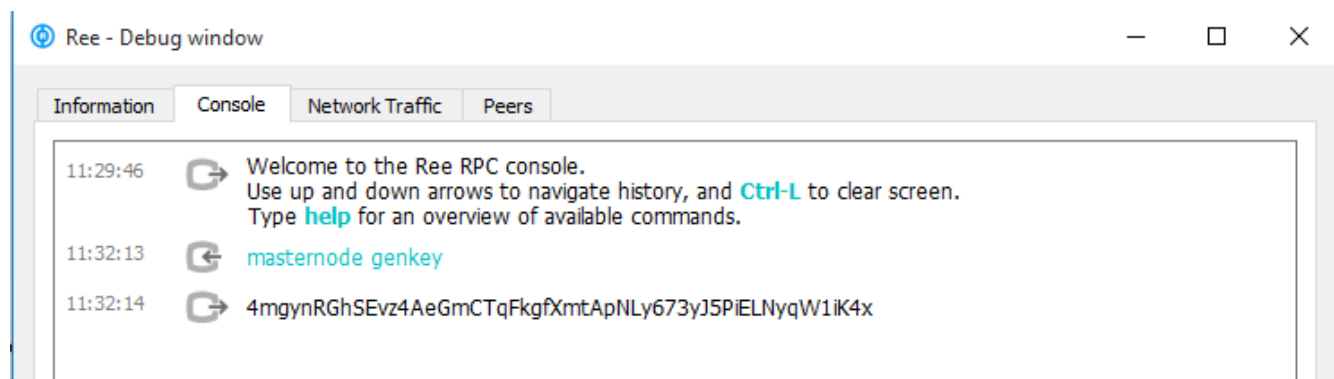 Ree - Debug window
Information Console Network Traffic Peers
11:29:46 Welcome to the Ree RPC console.
Use up and down arrows to navigate history, and Ctrl-L to clear screen.
Type help for an overview of available commands.
11:32:13 masternode genkey
11:32:14 4mgynRGhSEvz4AeGmCTqFkgfXmtApNLy673yJ5PiELNyqW1iK4x